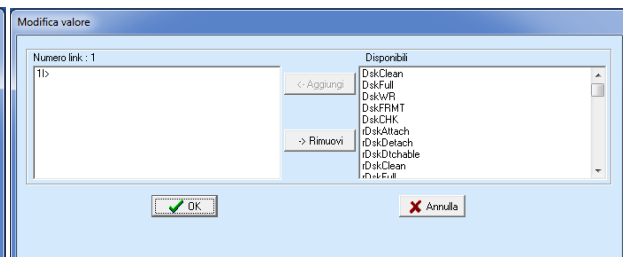 Modifica valore
Numero link : 1
Disponibili
1I>
<- Aggiungi
-> Rimuovi
DskClean
DskFull
DskWR
DskFRMT
DskCHK
rDskAttach
rDskDetach
rDskDtchable
rDskClean
rDskFull
OK
Annulla